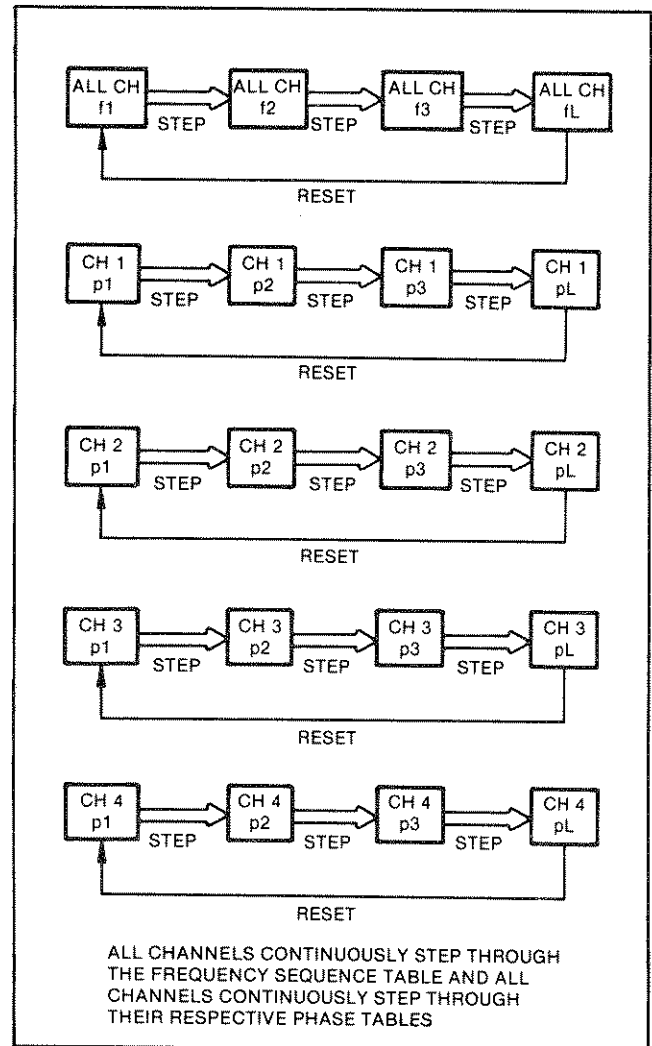 ALL CH ALL CH ALL CH ALL CH
f1 f2 f3 fL
STEP STEP STEP
RESET
CH 1 CH 1 CH 1 CH 1
p1 p2 p3 pL
STEP STEP STEP
RESET
CH 2 CH 2 CH 2 CH 2
p1 p2 p3 pL
STEP STEP STEP
RESET
CH 3 CH 3 CH 3 CH 3
p1 p2 p3 pL
STEP STEP STEP
RESET
CH 4 CH 4 CH 4 CH 4
p1 p2 p3 pL
STEP STEP STEP
RESET
ALL CHANNELS CONTINUOUSLY STEP THROUGH
THE FREQUENCY SEQUENCE TABLE AND ALL
CHANNELS CONTINUOUSLY STEP THROUGH
THEIR RESPECTIVE PHASE TABLES